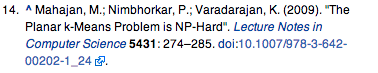 14. ^ Mahajan, M.; Nimbhorkar, P.; Varadarajan, K. (2009). "The
Planar k-Means Problem is NP-Hard". Lecture Notes in
Computer Science 5431: 274–285. doi:10.1007/978-3-642-
00202-1_24.